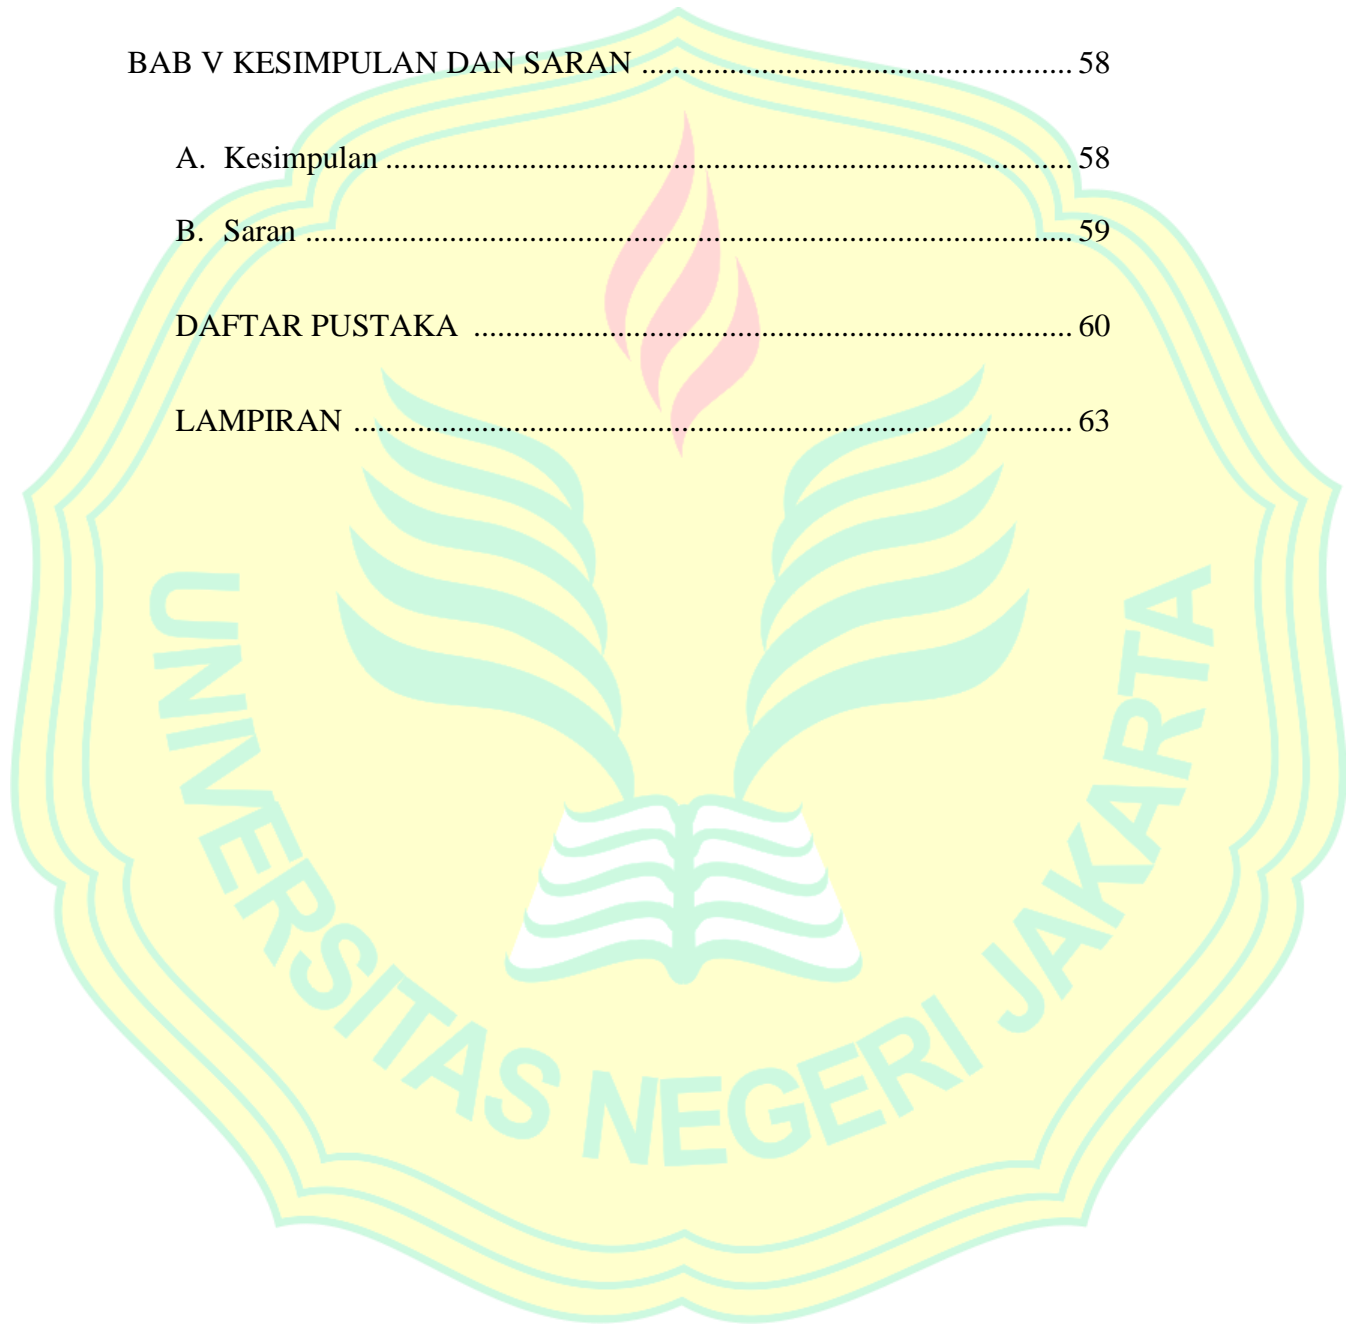 BAB V KESIMPULAN DAN SARAN ...................................................... 58
A. Kesimpulan ...................................................................................... 58
B. Saran ................................................................................................ 59
DAFTAR PUSTAKA ........................................................................... 60
LAMPIRAN .......................................................................................... 63
UNIVERSITAS NEGERI JAKARTA